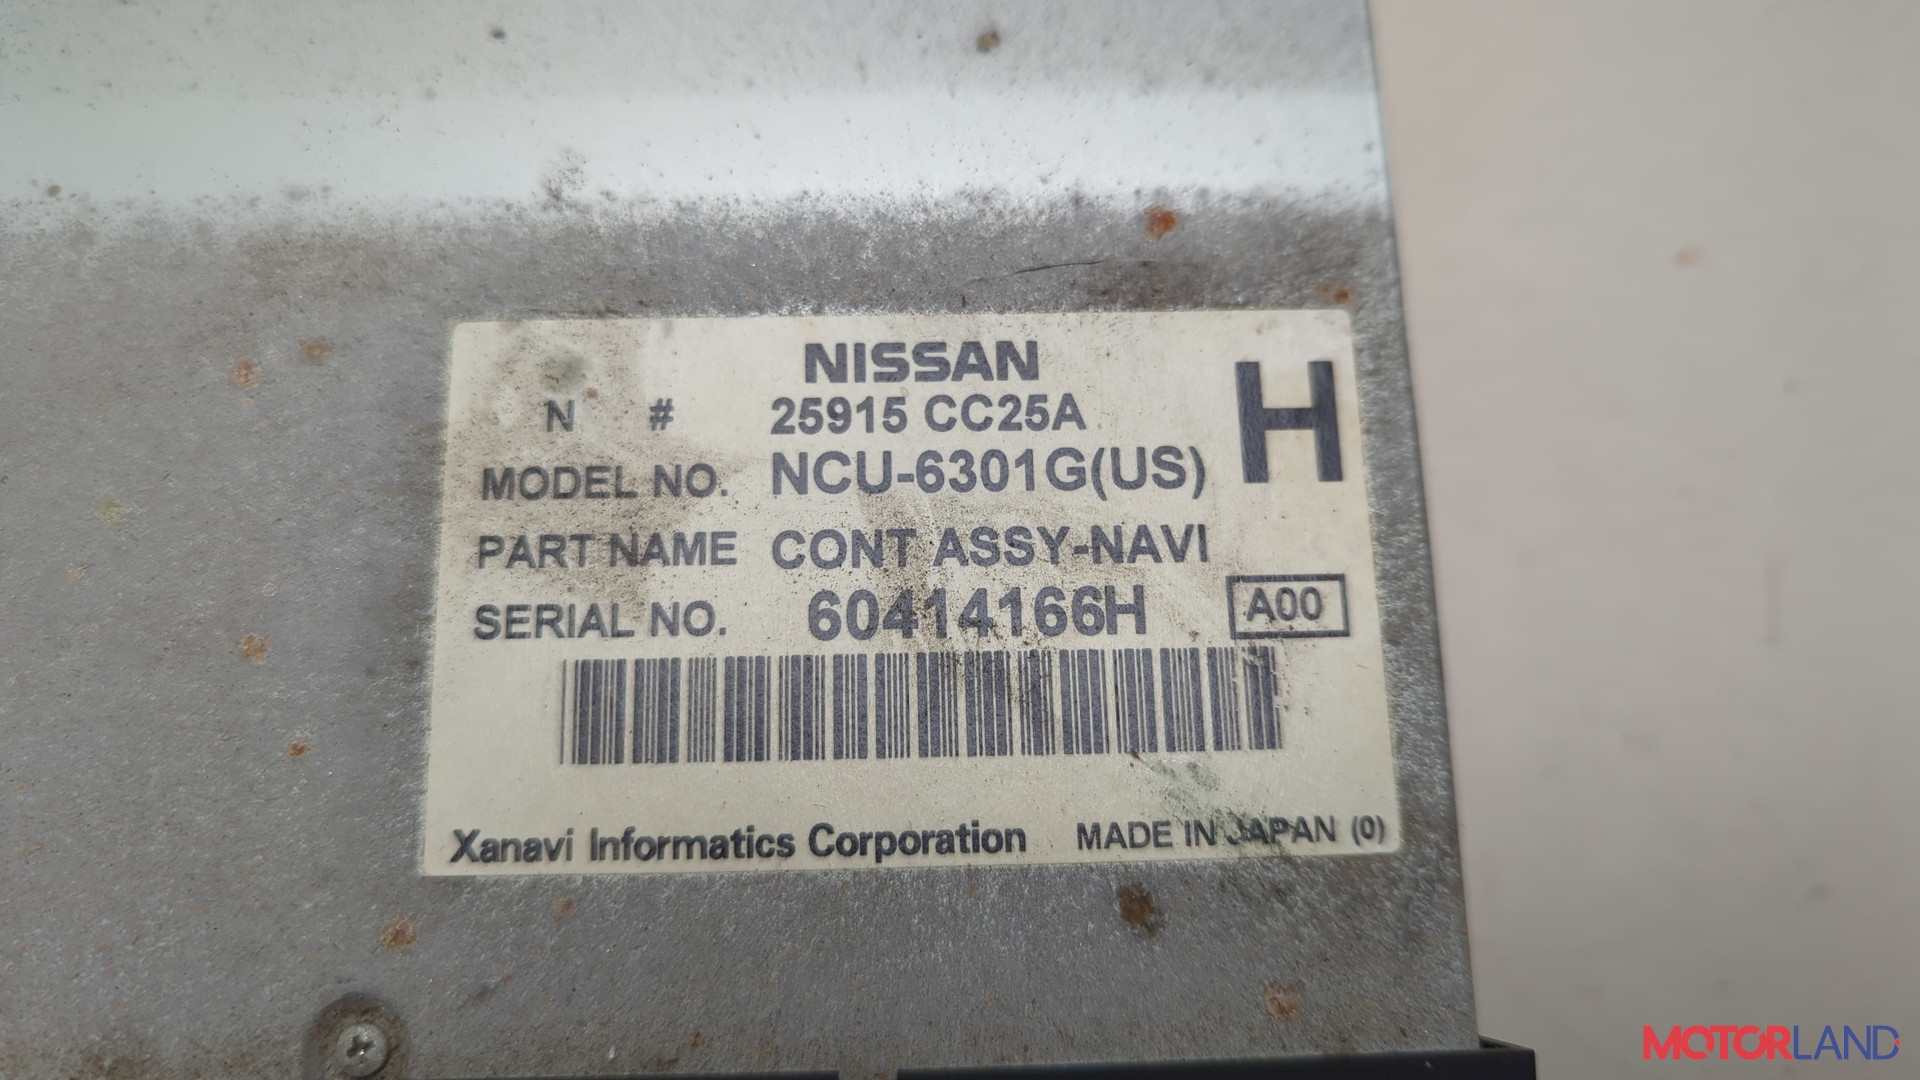 NISSAN
N # 25915 CC25A
H
MODEL NO. NCU-6301G(US)
PART NAME CONT ASSY-NAVI
SERIAL NO. 60414166H A00
Xanavi Informatics Corporation MADE IN JAPAN (0)
MOTORLAND